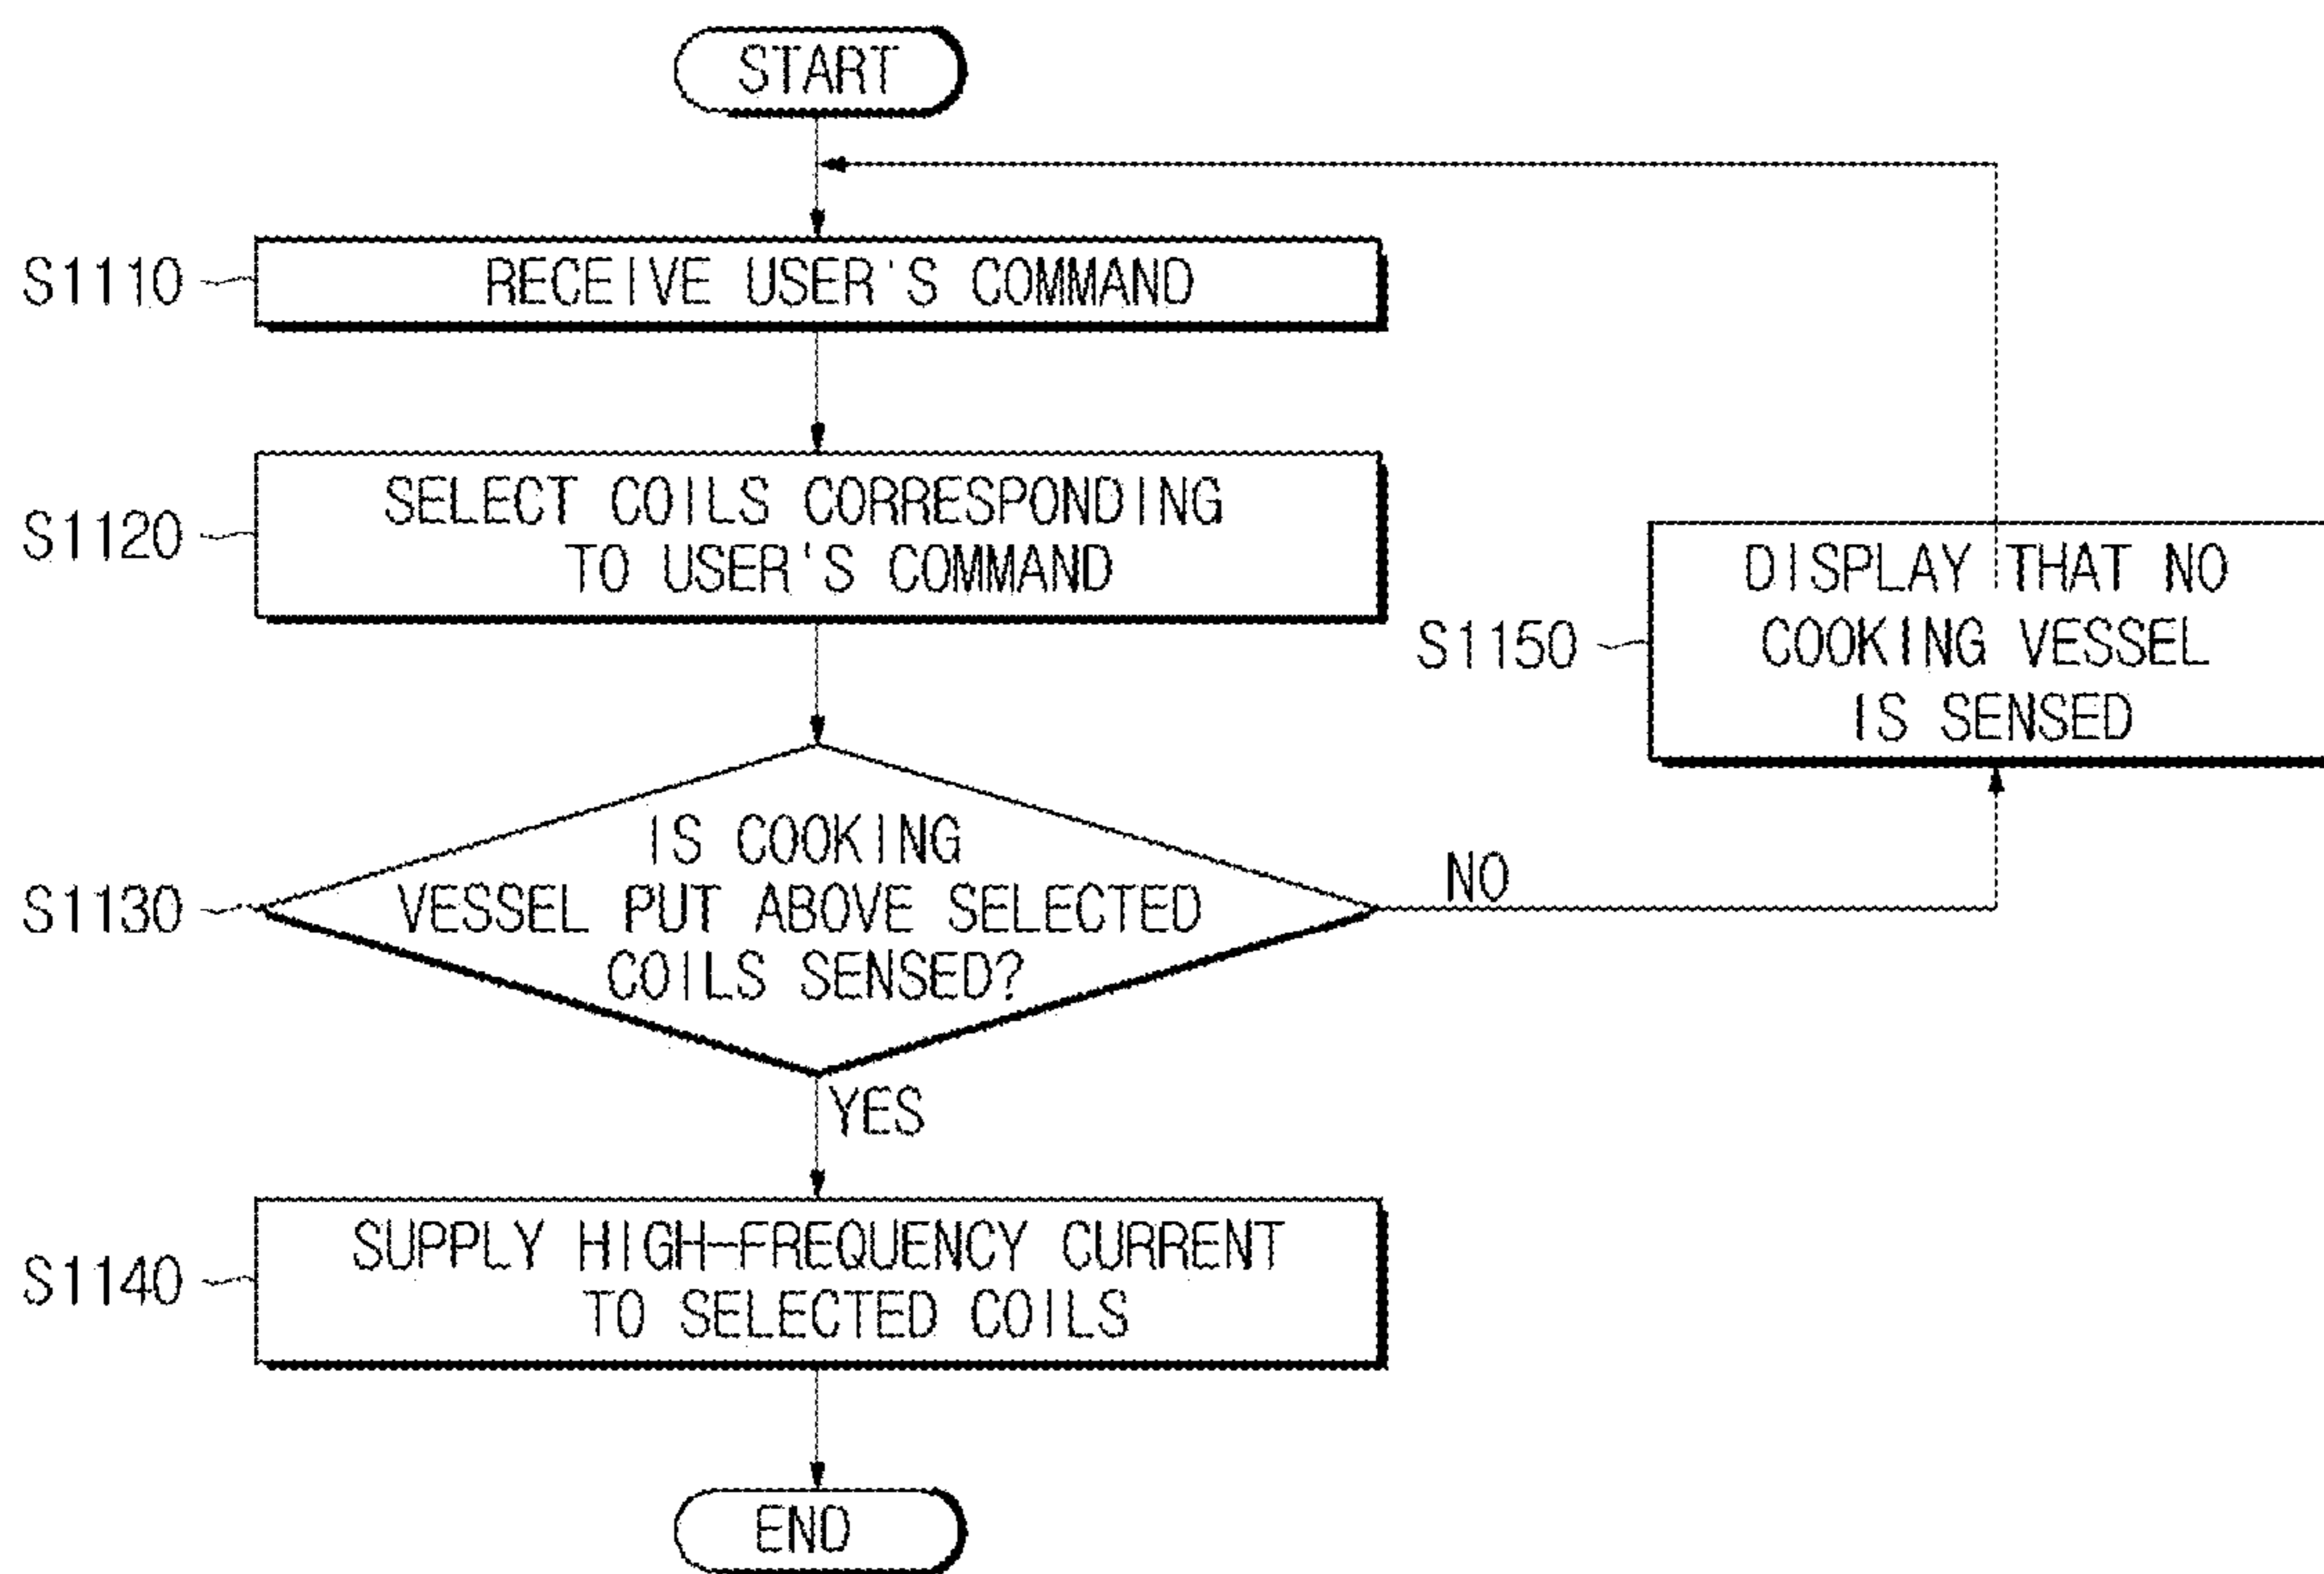 START
S1110
RECEIVE USER'S COMMAND
S1120
SELECT COILS CORRESPONDING
TO USER'S COMMAND
S1150
DISPLAY THAT NO
COOKING VESSEL
IS SENSED
S1130
IS COOKING
VESSEL PUT ABOVE SELECTED
COILS SENSED?
NO
YES
S1140
SUPPLY HIGH-FREQUENCY CURRENT
TO SELECTED COILS
END